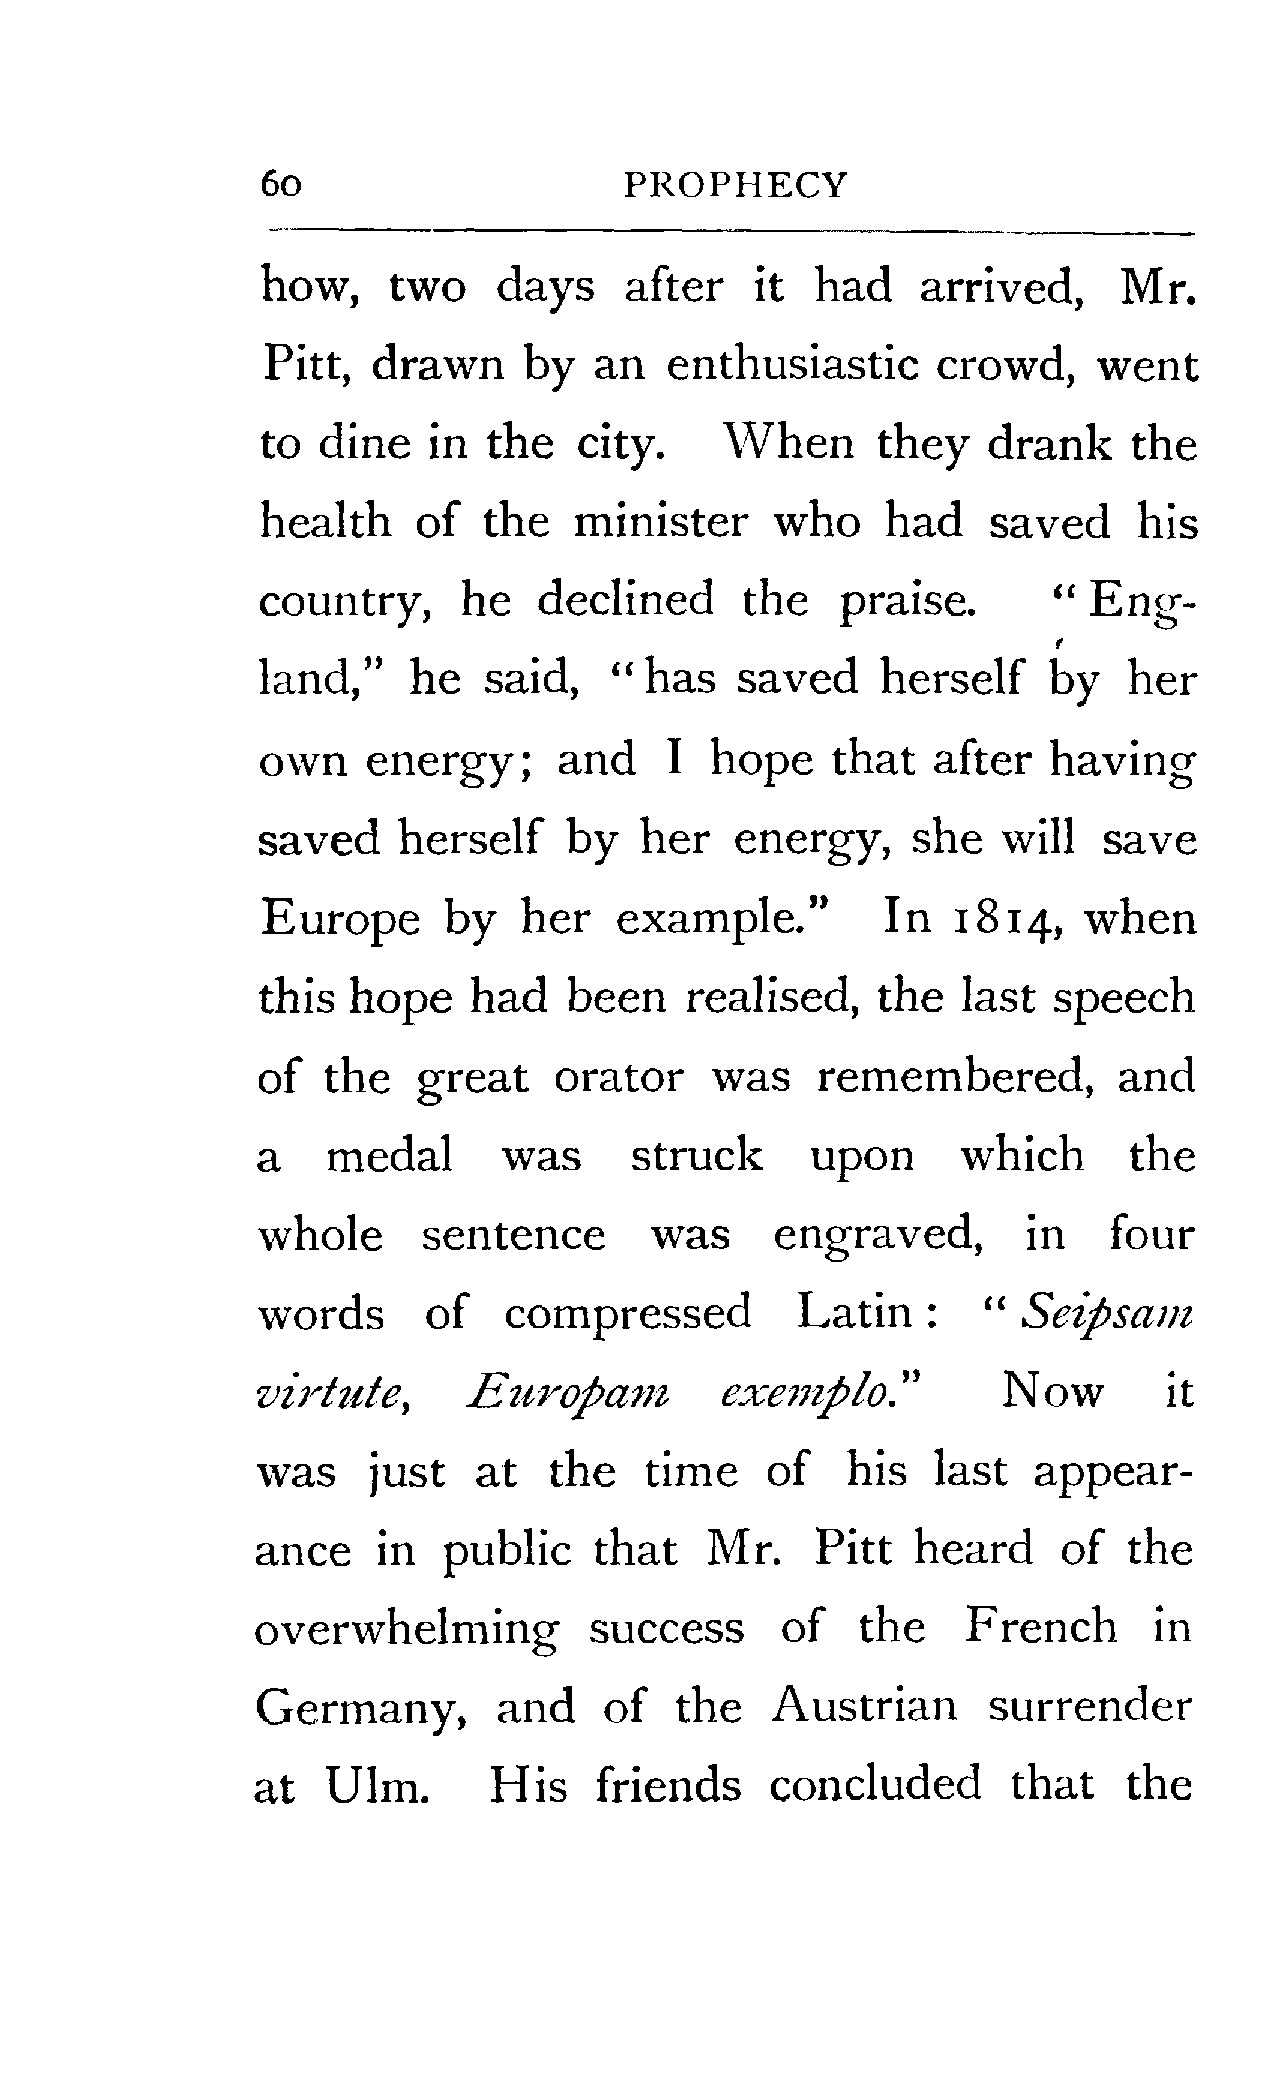 60 PROPHECY
how, two days after it had arrived, Mr.
Pitt, drawn by an enthusiastic crowd, went
to dine in the city. When they drank the
health of the minister who had saved his
country, he declined the praise. “ Eng-
land,” he said, “ has saved herself by her
own energy; and I hope that after having
saved herself by her energy, she will save
Europe by her example.” In 1814, when
this hope had been realised, the last speech
of the great orator was remembered, and
a medal was struck upon which the
whole sentence was engraved, in four
words of compressed Latin : “ Seipsam
virtute, Europam exemplo.” Now it
was just at the time of his last appear-
ance in public that Mr. Pitt heard of the
overwhelming success of the French in
Germany, and of the Austrian surrender
at Ulm. His friends concluded that the